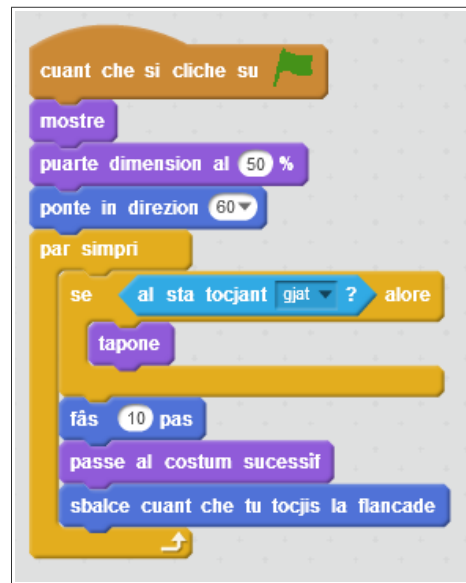 cuant che si cliche su
mostre
puarte dimension al 50 %
ponte in direzion 60
par simpri
se al sta tocjant gjat ? alore
tapone
fâs 10 pas
passe al costum sucessîf
sbalce cuant che tu tocjis la flancade